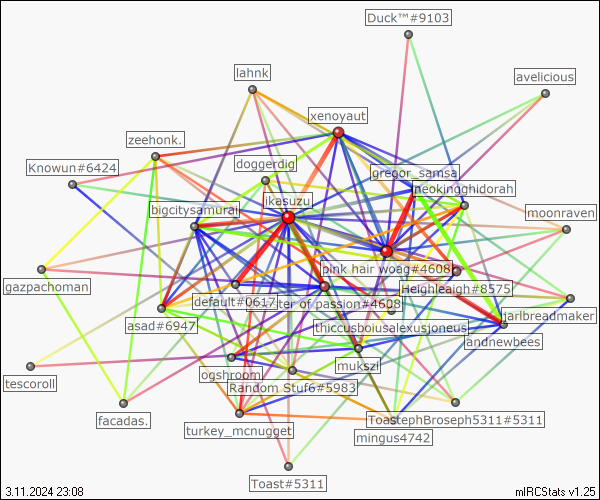 Duck™#9103
lahnk
avelicious
xenoyaut
zeehonk.
doggerdig
Knowun#6424
gregor_samsa
neokingghidorah
ikasuzu
bigcitysamurai
moonraven
pink hair woag#4608
gazpachoman
Heighleaigh#8575
default#0617
ter of passion#4608
jarlbreadmaker
asad#6947
thiccusboiusalexusjoneus
andnewbees
mukszi
ogshroom
tescoroll
Random Stuf6#5983
facadas.
ToastephBroseph5311#5311
turkey_mcnugget
mingus4742
Toast#5311
3.11.2024 23:08
mIRCStats v1.25